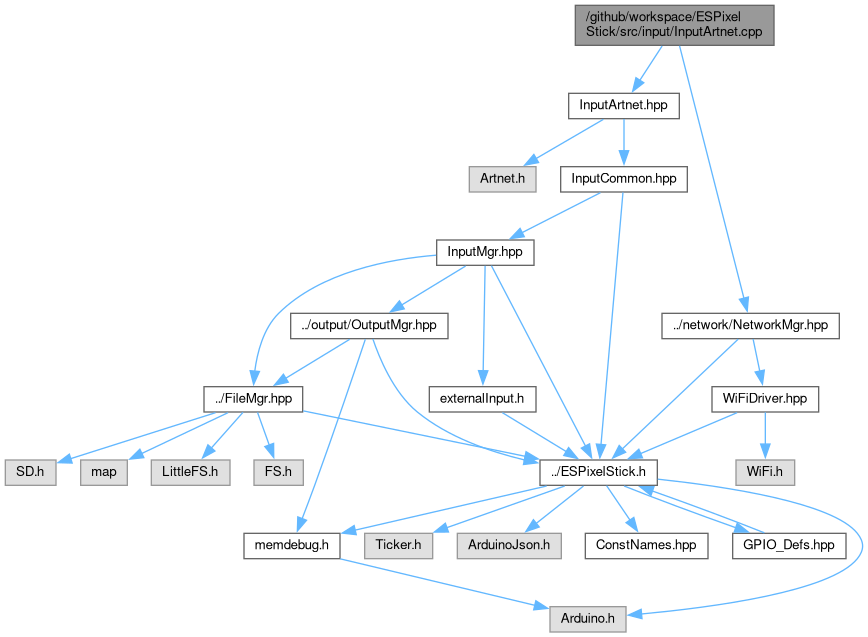 /github/workspace/ESPixel
Stick/src/input/InputArtnet.cpp
InputArtnet.hpp
Artnet.h
InputCommon.hpp
InputMgr.hpp
../output/OutputMgr.hpp
../network/NetworkMgr.hpp
../FileMgr.hpp
externalInput.h
WiFiDriver.hpp
SD.h
map
LittleFS.h
FS.h
../ESPixelStick.h
WiFi.h
memdebug.h
Ticker.h
ArduinoJson.h
ConstNames.hpp
GPIO_Defs.hpp
Arduino.h